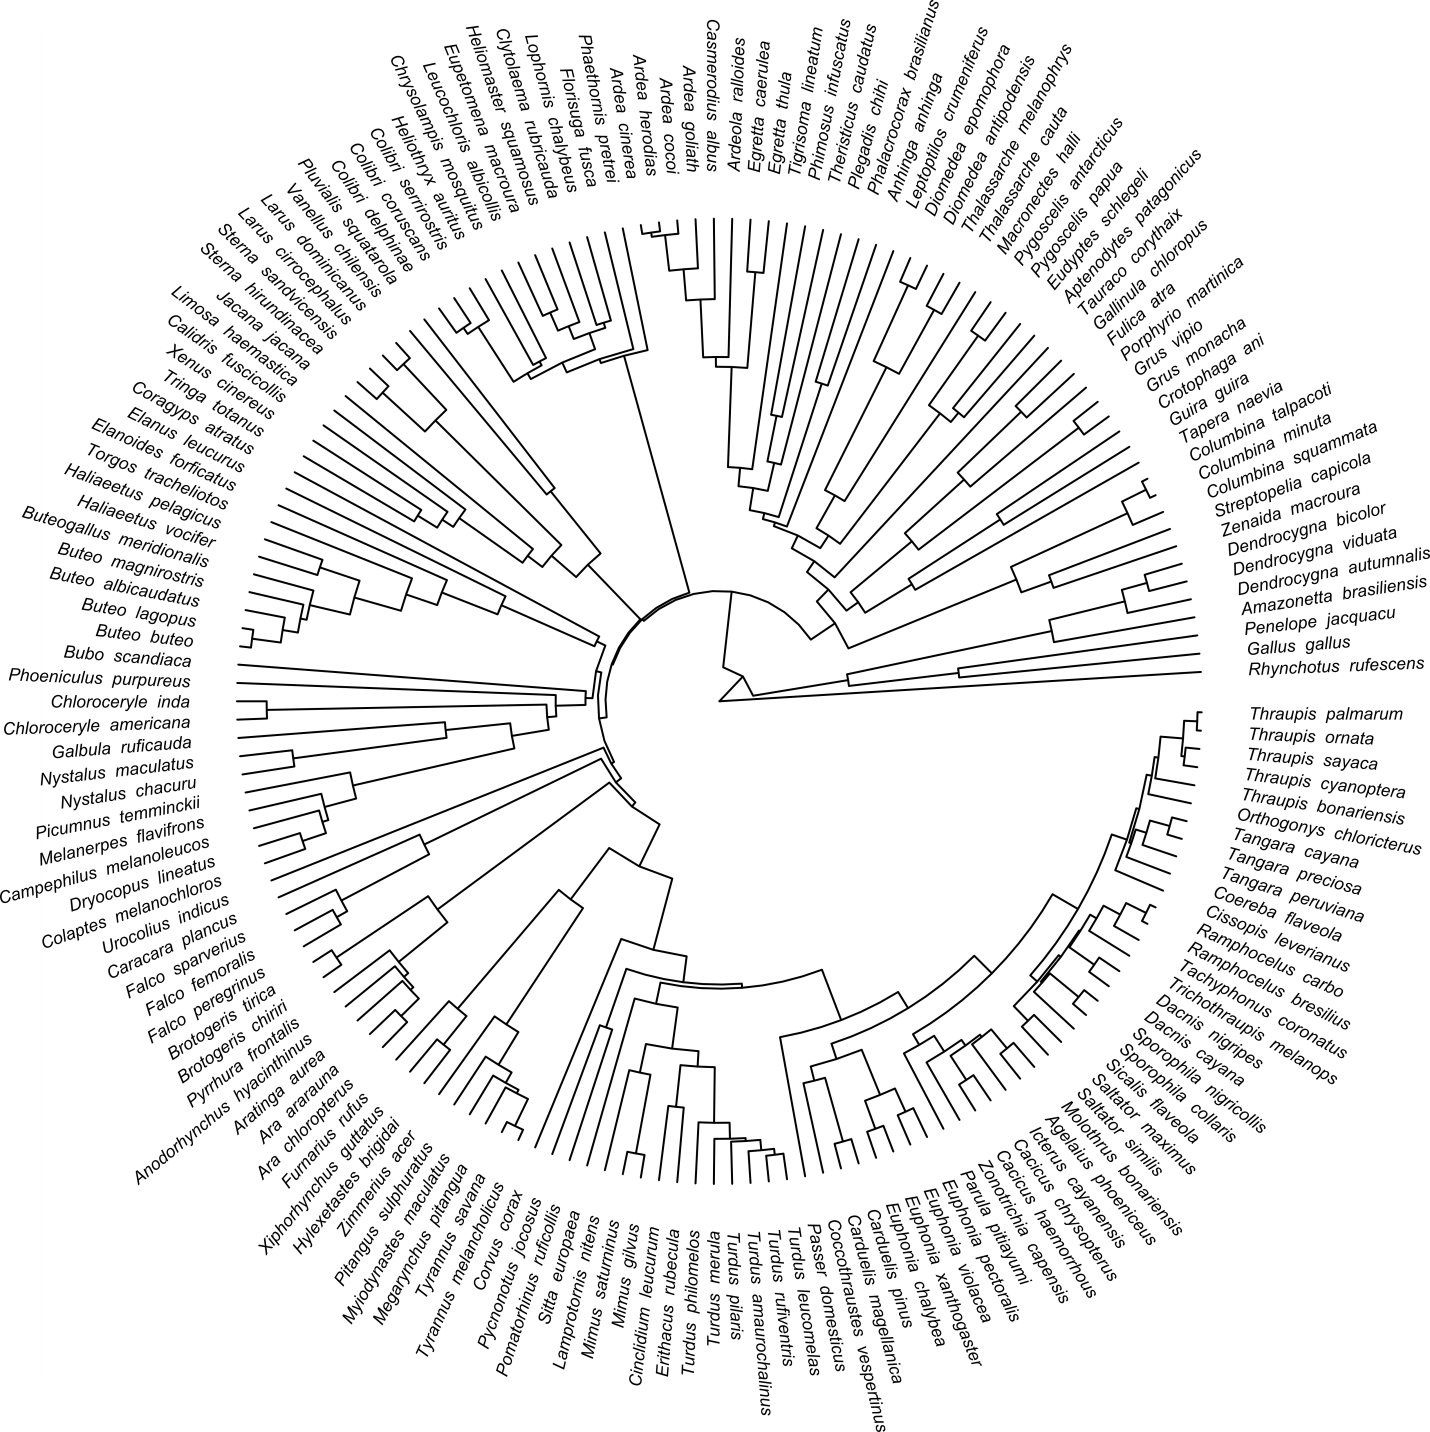 Casmerodius albus
Ardeola ralloides
Egretta caerulea
Egretta thula
Tigrisoma lineatum
Phimosus infuscatus
Theristicus caudatus
Plegadis chihi
Phalacrocorax brasilianus
Anhinga anhinga
Leptoptilos crumeniferus
Diomedea epomophora
Diomedea antipodensis
Thalassarche melanophrys
Thalassarche cauta
Macronectes halli
Pygoscelis antarcticus
Pygoscelis papua
Eudyptes schlegeli
Aptenodytes patagonicus
Tauraco corythaix
Gallinula chloropus
Fulica atra
Porphyrio martinica
Grus vipio
Grus monacha
Crotophaga ani
Guira guira
Tapera naevia
Columbina talpacoti
Columbina minuta
Columbina squammata
Streptopelia capicola
Zenaida macroura
Dendrocygna bicolor
Dendrocygna viduata
Dendrocygna autumnalis
Amazonetta brasiliensis
Penelope jacquacu
Gallus gallus
Rhynchotus rufescens
Thraupis palmarum
Thraupis ornata
Thraupis sayaca
Thraupis cyanoptera
Thraupis bonariensis
Orthogonys chloricterus
Tangara cayana
Tangara preciosa
Tangara peruviana
Coereba flaveola
Cissopis leverianus
Ramphocelus carbo
Ramphocelus bresilius
Tachyphonus coronatus
Trichothraupis melanops
Dacnis nigripes
Dacnis cayana
Sporophila nigricollis
Sporophila collaris
Sicalis flaveola
Saltator maximus
Saltator similis
Molothrus bonariensis
Agelaius phoeniceus
Icterus cayanensis
Cacicus chrysopterus
Cacicus haemorrhous
Zonotrichia capensis
Parula pitiayumi
Euphonia pectoralis
Euphonia violacea
Euphonia xanthogaster
Euphonia chalybea
Carduelis pinus
Carduelis magellanica
Coccothraustes vespertinus
Passer domesticus
Turdus leucomelas
Turdus rufiventris
Turdus amaurochalinus
Turdus pilaris
Turdus merula
Turdus philomelos
Erithacus rubecula
Cinclidium leucurum
Mimus gilvus
Mimus saturninus
Lamprotornis nitens
Sitta europaea
Pomatorhinus ruficollis
Pycnonotus jocosus
Corvus corax
Tyrannus melancholicus
Tyrannus savana
Megarynchus pitangua
Myiodynastes maculatus
Pitangus sulphuratus
Zimmerius acer
Hylexetastes brigidai
Xiphorhynchus guttatus
Furnarius rufus
Ara chloropterus
Ara ararauna
Aratinga aurea
Anodorhynchus hyacinthinus
Pyrrhura frontalis
Brotogeris chiriri
Brotogeris tirica
Falco peregrinus
Falco femoralis
Falco sparverius
Caracara plancus
Urocolius indicus
Colaptes melanochloros
Dryocopus lineatus
Campephilus melanoleucos
Melanerpes flavifrons
Picumnus temminckii
Nystalus chacuru
Nystalus maculatus
Galbula ruficauda
Chloroceryle americana
Chloroceryle inda
Phoeniculus purpureus
Bubo scandiaca
Buteo buteo
Buteo lagopus
Buteo albicaudatus
Buteo magnirostris
Buteogallus meridionalis
Haliaeetus vocifer
Haliaeetus pelagicus
Torgos tracheliotos
Elanoides forficatus
Elanus leucurus
Coragyps atratus
Tringa totanus
Xenus cinereus
Calidris fuscicollis
Limosa haemastica
Jacana jacana
Sterna hirundinacea
Sterna sandvicensis
Larus cirrocephalus
Larus dominicanus
Vanellus chilensis
Pluvialis squatarola
Colibri delphinae
Colibri coruscans
Colibri serrirostris
Heliothryx auritus
Chrysolampis mosquitus
Leucochloris albicollis
Eupetomena macroura
Heliomaster squamosus
Clytolaema rubricauda
Lophornis chalybeus
Florisuga fusca
Phaethornis pretrei
Ardea cinerea
Ardea herodias
Ardea cocoi
Ardea goliath